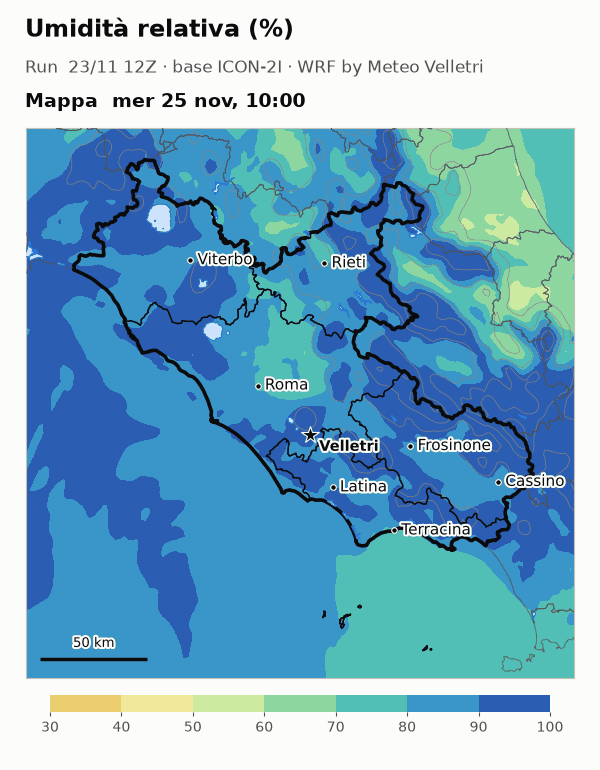 Umidità relativa (%)
Run  23/11 12Z · base ICON-2I · WRF by Meteo Velletri
Mappa  mer 25 nov, 10:00
Viterbo
Rieti
Roma
Velletri
Frosinone
Cassino
Latina
Terracina
50 km
30 40 50 60 70 80 90 100